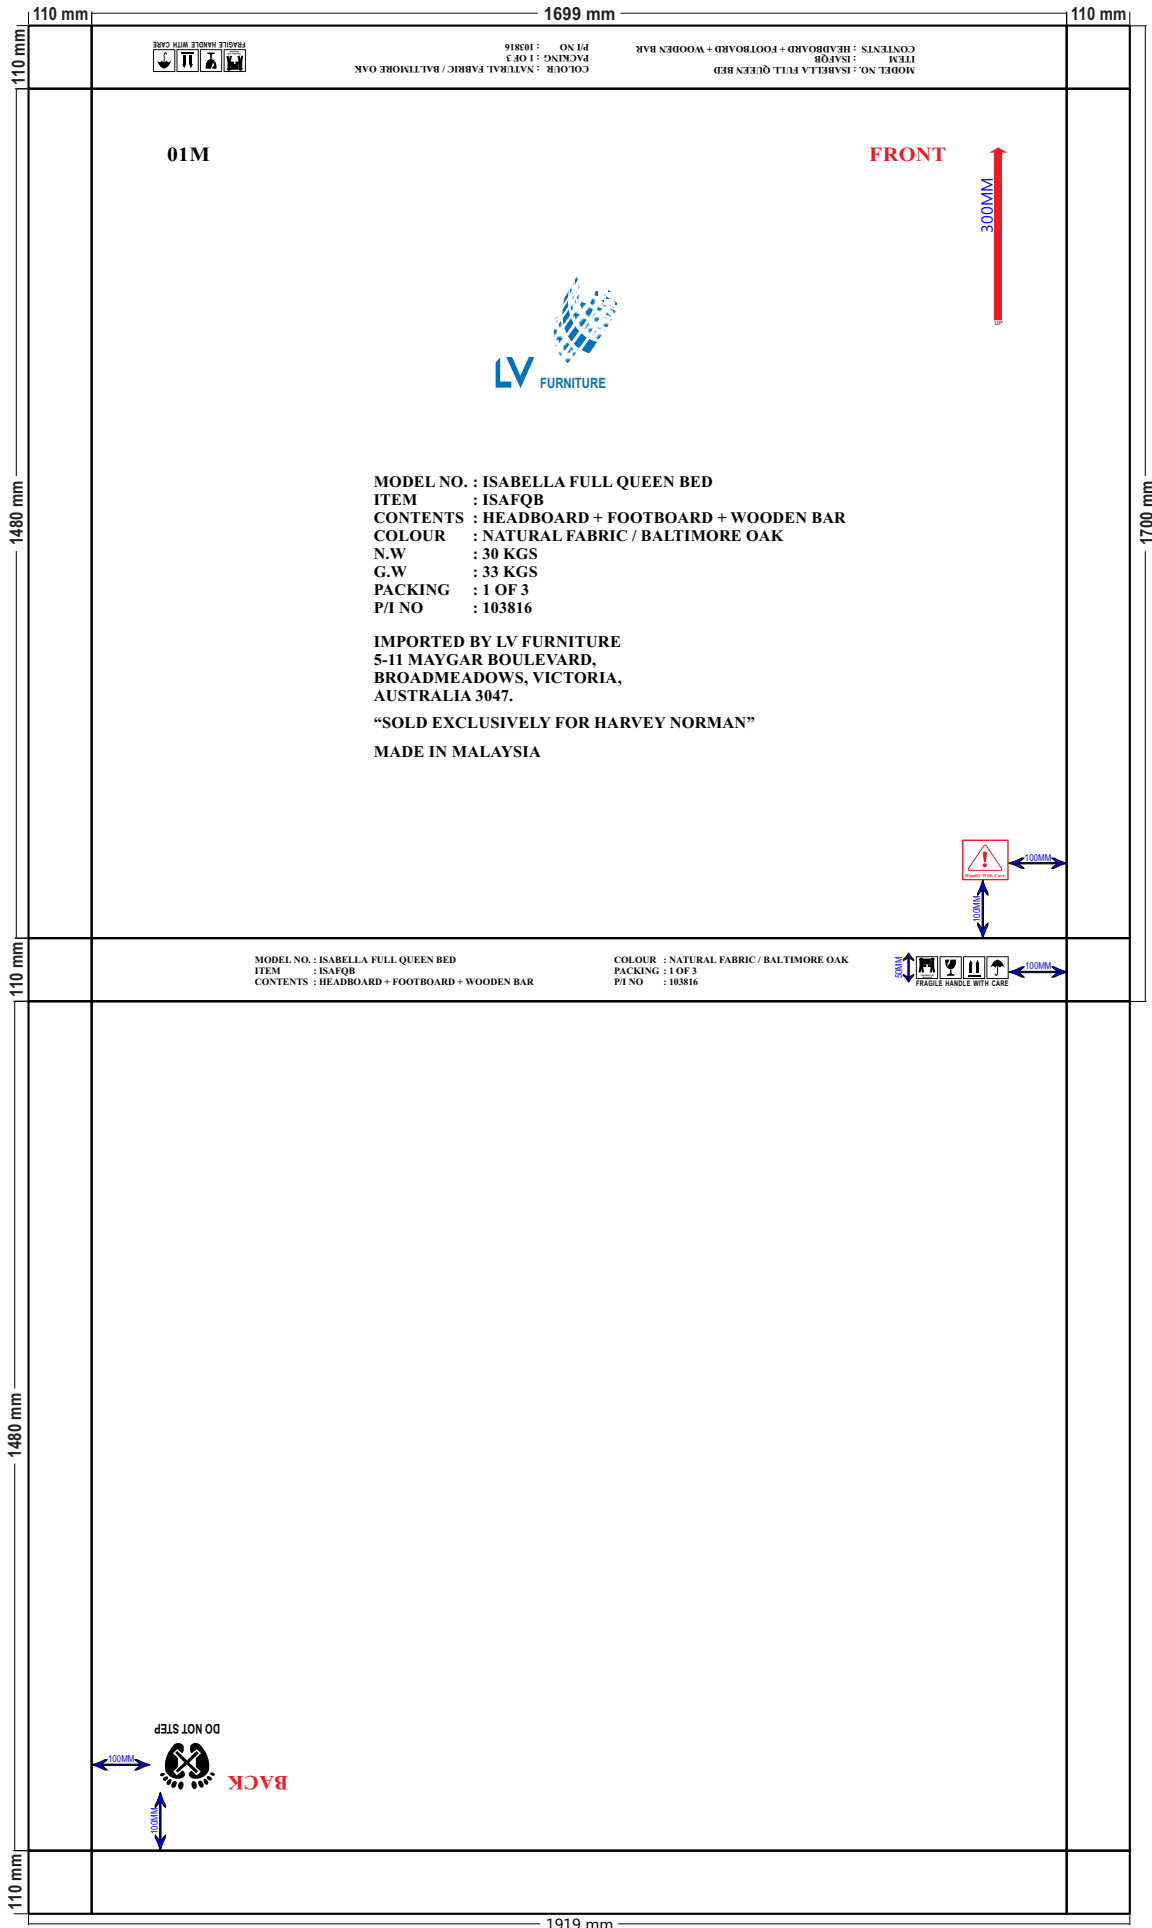 110 mm
1699 mm
110 mm
110 mm
FRAGILE HANDLE WITH CARE
MODEL NO. : ISABELLA FULL QUEEN BED
ITEM : ISAFQB
CONTENTS : HEADBOARD + FOOTBOARD + WOODEN BAR
COLOUR : NATURAL FABRIC / BALTIMORE OAK
PACKING : 1 OF 3
P/I NO : 103816
01M
FRONT
300MM
UP
LV FURNITURE
1480 mm
1700 mm
MODEL NO. : ISABELLA FULL QUEEN BED
ITEM : ISAFQB
CONTENTS : HEADBOARD + FOOTBOARD + WOODEN BAR
COLOUR : NATURAL FABRIC / BALTIMORE OAK
N.W : 30 KGS
G.W : 33 KGS
PACKING : 1 OF 3
P/I NO : 103816
IMPORTED BY LV FURNITURE
5-11 MAYGAR BOULEVARD,
BROADMEADOWS, VICTORIA,
AUSTRALIA 3047.
“SOLD EXCLUSIVELY FOR HARVEY NORMAN”
MADE IN MALAYSIA
Handle With Care
100MM
100MM
110 mm
MODEL NO. : ISABELLA FULL QUEEN BED
ITEM : ISAFQB
CONTENTS : HEADBOARD + FOOTBOARD + WOODEN BAR
COLOUR : NATURAL FABRIC / BALTIMORE OAK
PACKING : 1 OF 3
P/I NO : 103816
50MM
FRAGILE HANDLE WITH CARE
100MM
1480 mm
DO NOT STEP
100MM
BACK
100MM
110 mm
1919 mm